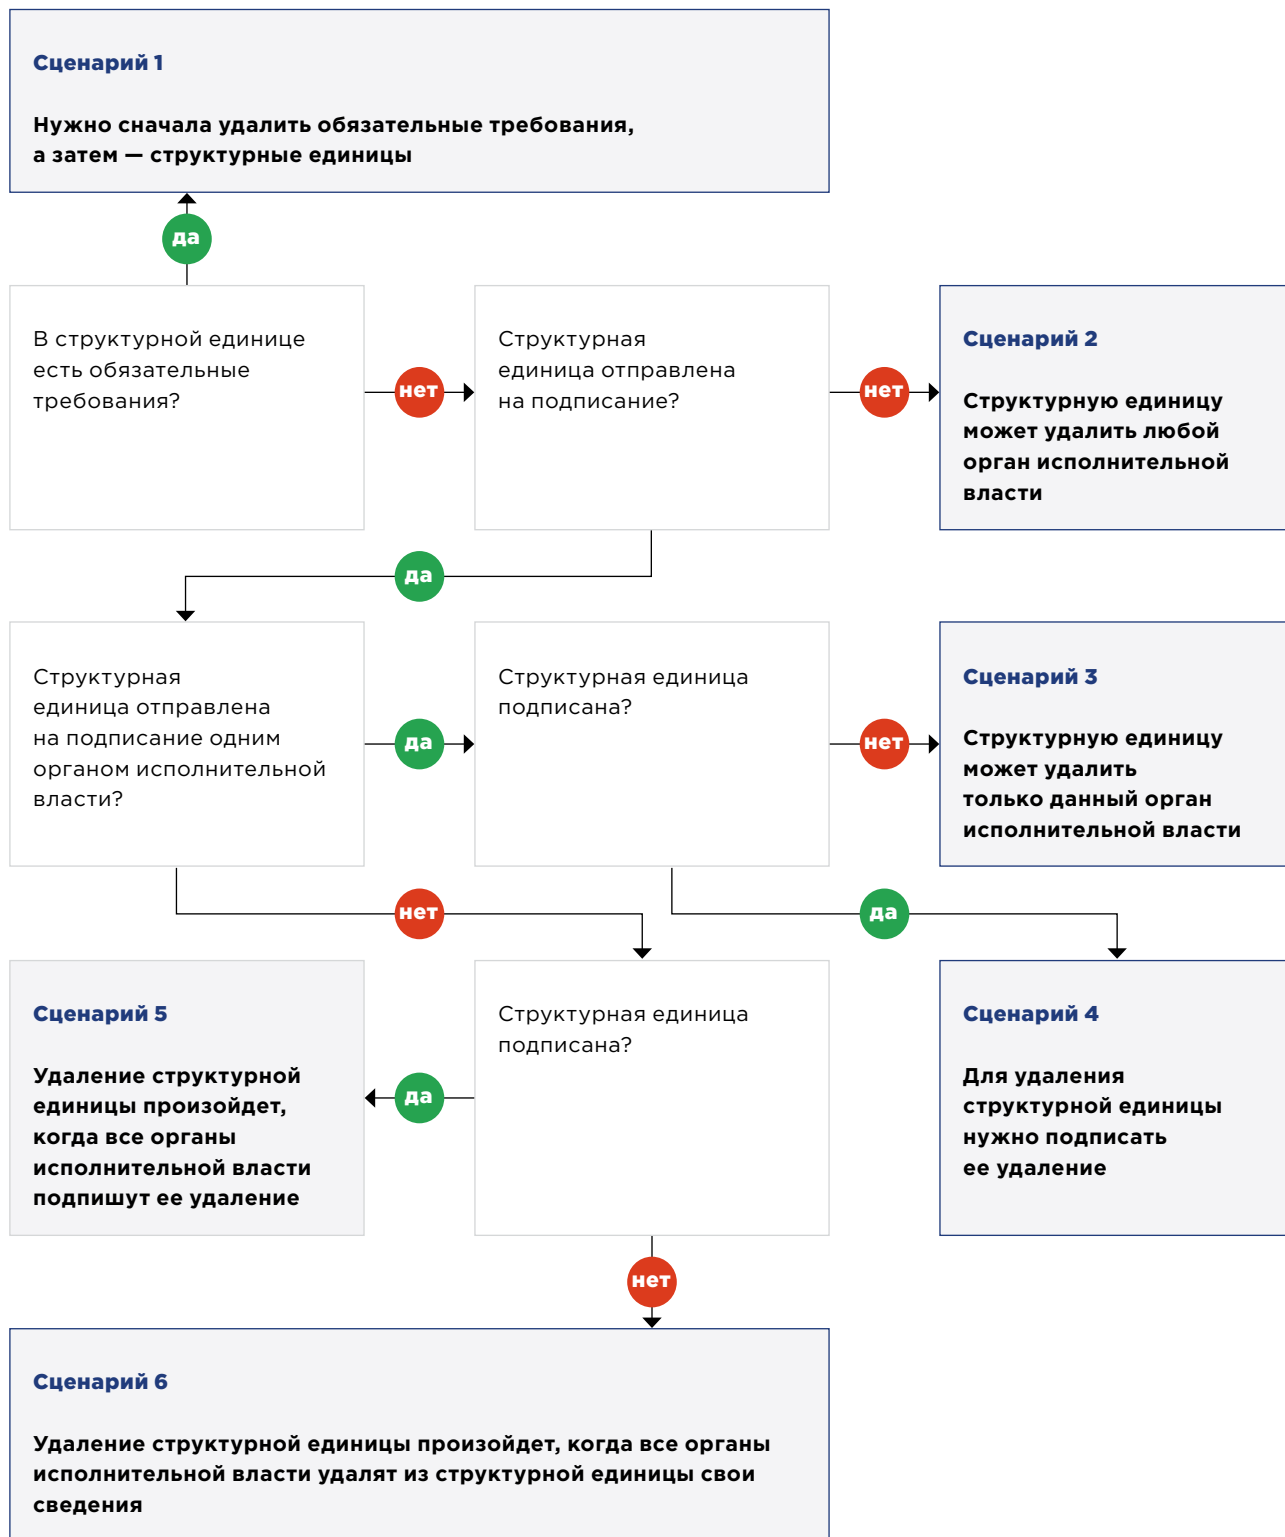 Сценарий 1
Нужно сначала удалить обязательные требования,
а затем — структурные единицы
да
В структурной единице
есть обязательные
требования?
нет
Структурная
единица отправлена
на подписание?
нет
Сценарий 2
Структурную единицу
может удалить любой
орган исполнительной
власти
да
Структурная
единица отправлена
на подписание одним
органом исполнительной
власти?
да
Структурная единица
подписана?
нет
Сценарий 3
Структурную единицу
может удалить
только данный орган
исполнительной власти
нет
да
Сценарий 5
Удаление структурной
единицы произойдет,
когда все органы
исполнительной власти
подпишут ее удаление
да
Структурная единица
подписана?
Сценарий 4
Для удаления
структурной единицы
нужно подписать
ее удаление
нет
Сценарий 6
Удаление структурной единицы произойдет, когда все органы
исполнительной власти удалят из структурной единицы свои
сведения